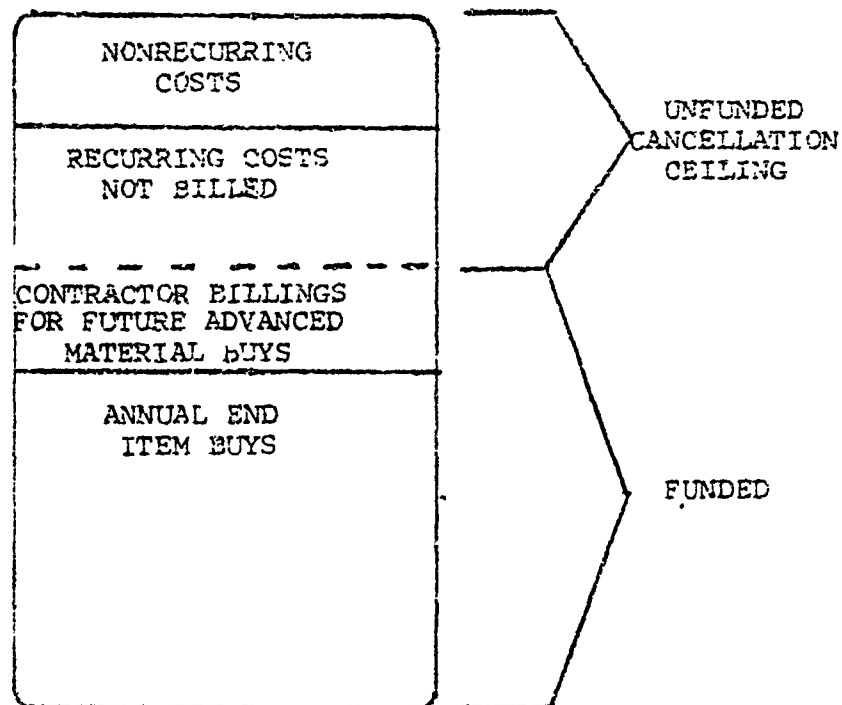 NONRECURRING
COSTS
RECURRING COSTS
NOT BILLED
CONTRACTOR BILLINGS
FOR FUTURE ADVANCED
MATERIAL BUYS
ANNUAL END
ITEM BUYS
UNFUNDED
CANCELLATION
CEILING
FUNDED